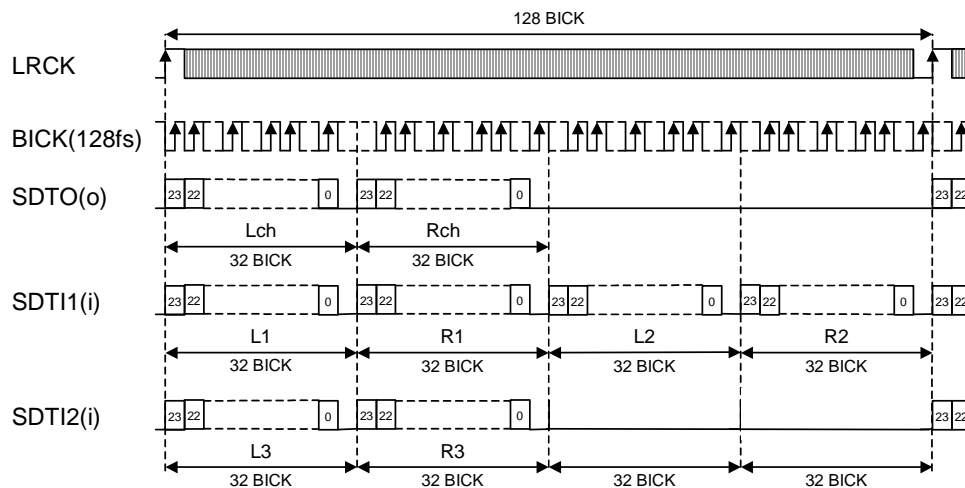 128 BICK
LRCK
BICK(128fs)
SDTO(o)
23 22 0 23 22 0 23 22
Lch Rch
32 BICK 32 BICK
SDTI1(i)
23 22 0 23 22 0 23 22 0 23 22 0 23 22
L1 R1 L2 R2
32 BICK 32 BICK 32 BICK 32 BICK
SDTI2(i)
23 22 0 23 22 0 23 22
L3 R3
32 BICK 32 BICK 32 BICK 32 BICK